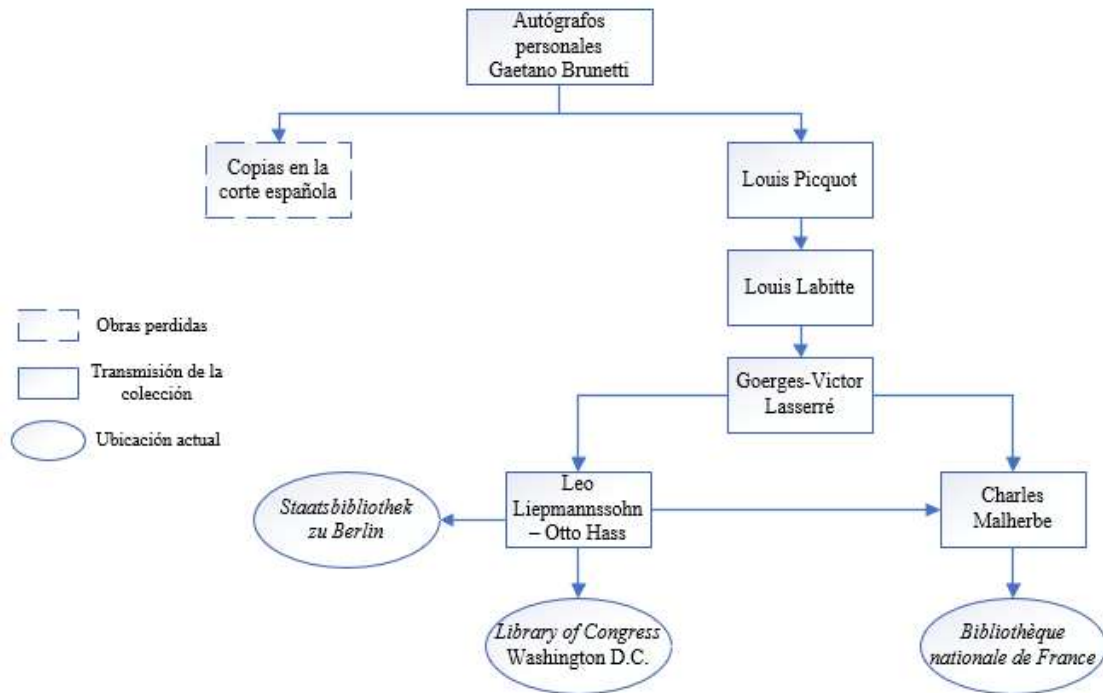 Autógrafos
personales
Gaetano Brunetti
Copias en la
corte española
Louis Picquot
Louis Labitte
Obras perdidas
Transmisión de la
colección
Ubicación actual
Goerges-Victor
Lasserré
Staatsbibliothek
zu Berlin
Leo
Liepmannssohn
– Otto Hass
Charles
Malherbe
Library of Congress
Washington D.C.
Bibliothèque
nationale de France